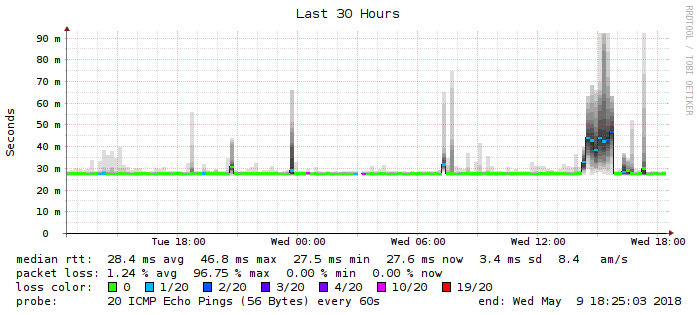 Last 30 Hours
RRDTOOL / TOBI OETIKER
Seconds
90 m
80 m
70 m
60 m
50 m
40 m
30 m
20 m
10 m
0
Tue 18:00 Wed 00:00 Wed 06:00 Wed 12:00 Wed 18:00
median rtt: 28.4 ms avg 46.8 ms max 27.5 ms min 27.6 ms now 3.4 ms sd 8.4 am/s
packet loss: 1.24 % avg 96.75 % max 0.00 % min 0.00 % now
loss color: 0 1/20 2/20 3/20 4/20 10/20 19/20
probe: 20 ICMP Echo Pings (56 Bytes) every 60s end: Wed May 9 18:25:03 2018